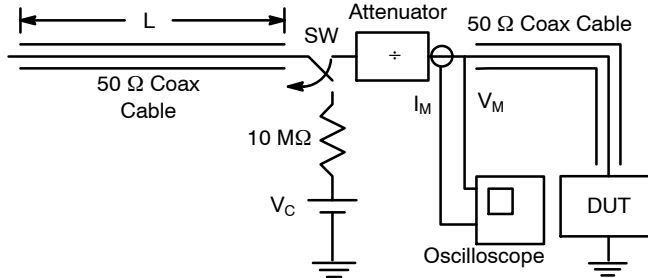 L
SW
Attenuator
÷
50 Ω Coax Cable
50 Ω Coax
Cable
I_M
V_M
10 MΩ
V_C
DUT
Oscilloscope